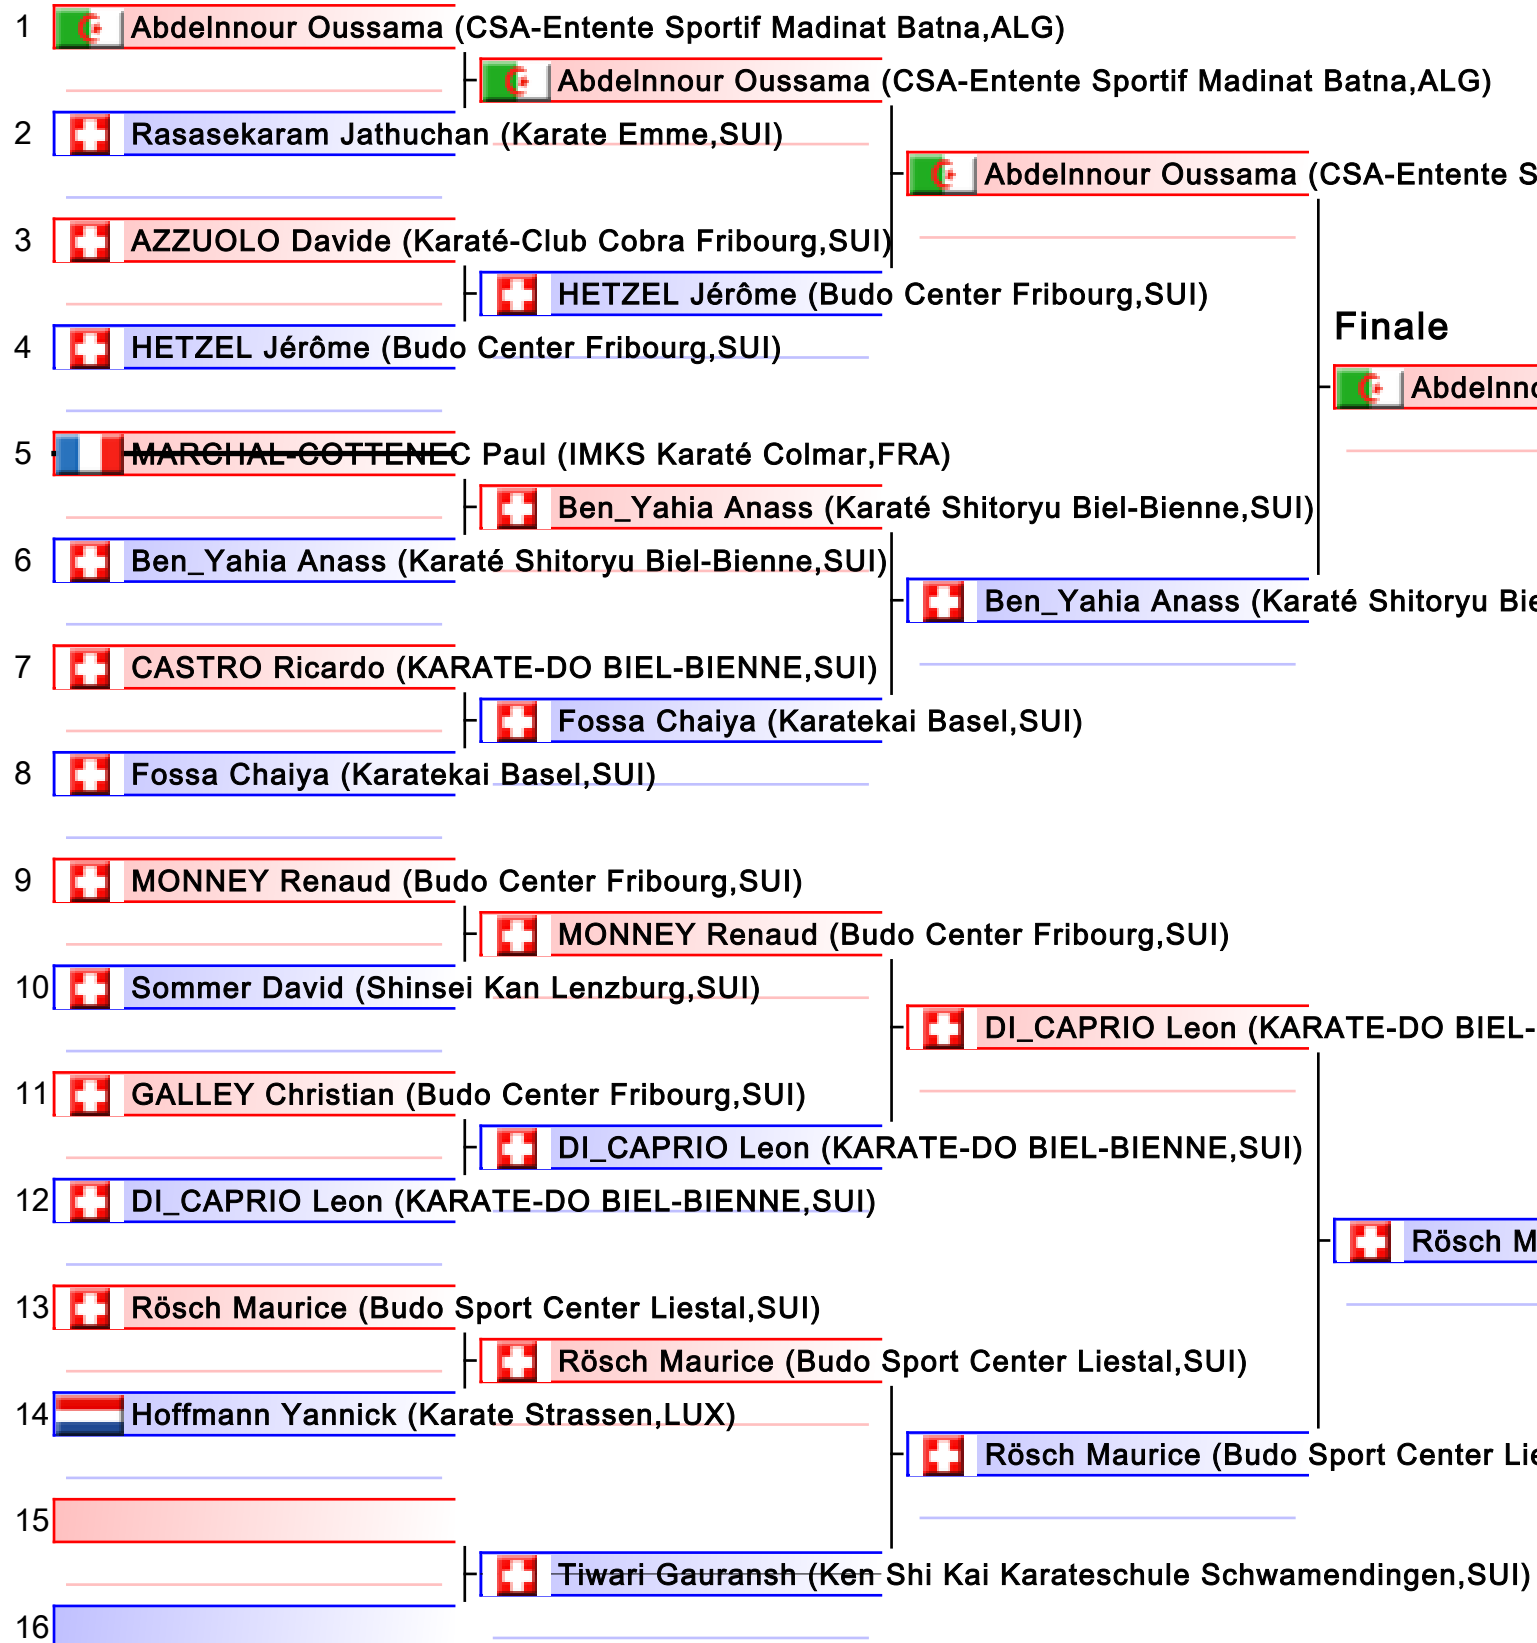 1 Abdelnnour Oussama (CSA-Entente Sportif Madinat Batna,ALG)
Abdelnnour Oussama (CSA-Entente Sportif Madinat Batna,ALG)
2 Rasasekaram Jathuchan (Karate Emme,SUI)
Abdelnnour Oussama (CSA-Entente S
3 AZZUOLO Davide (Karaté-Club Cobra Fribourg,SUI)
HETZEL Jérôme (Budo Center Fribourg,SUI)
Finale
4 HETZEL Jérôme (Budo Center Fribourg,SUI)
Abdelnno
5 MARCHAL-COTTENEC Paul (IMKS Karaté Colmar,FRA)
Ben_Yahia Anass (Karaté Shitoryu Biel-Bienne,SUI)
6 Ben_Yahia Anass (Karaté Shitoryu Biel-Bienne,SUI)
Ben_Yahia Anass (Karaté Shitoryu Bie
7 CASTRO Ricardo (KARATE-DO BIEL-BIENNE,SUI)
Fossa Chaiya (Karatekai Basel,SUI)
8 Fossa Chaiya (Karatekai Basel,SUI)
9 MONNEY Renaud (Budo Center Fribourg,SUI)
MONNEY Renaud (Budo Center Fribourg,SUI)
10 Sommer David (Shinsei Kan Lenzburg,SUI)
DI_CAPRIO Leon (KARATE-DO BIEL-
11 GALLEY Christian (Budo Center Fribourg,SUI)
DI_CAPRIO Leon (KARATE-DO BIEL-BIENNE,SUI)
12 DI_CAPRIO Leon (KARATE-DO BIEL-BIENNE,SUI)
Rösch M
13 Rösch Maurice (Budo Sport Center Liestal,SUI)
Rösch Maurice (Budo Sport Center Liestal,SUI)
14 Hoffmann Yannick (Karate Strassen,LUX)
Rösch Maurice (Budo Sport Center Lie
15
Tiwari Gauransh (Ken Shi Kai Karateschule Schwamendingen,SUI)
16